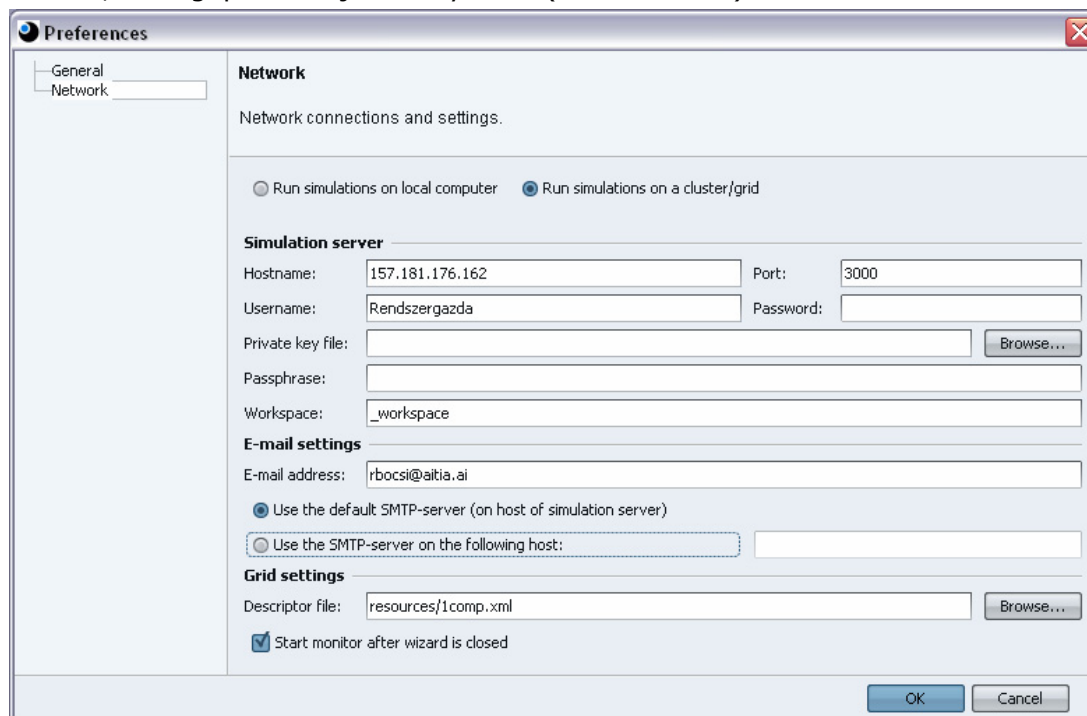 Preferences
General
Network
Network
Network connections and settings.
Run simulations on local computer Run simulations on a cluster/grid
Simulation server
Hostname: 157.181.176.162 Port: 3000
Username: Rendszergazda Password:
Private key file: Browse...
Passphrase:
Workspace: _workspace
E-mail settings
E-mail address: rbocsi@aitia.ai
Use the default SMTP-server (on host of simulation server)
Use the SMTP-server on the following host:
Grid settings
Descriptor file: resources/1comp.xml Browse...
Start monitor after wizard is closed
OK Cancel